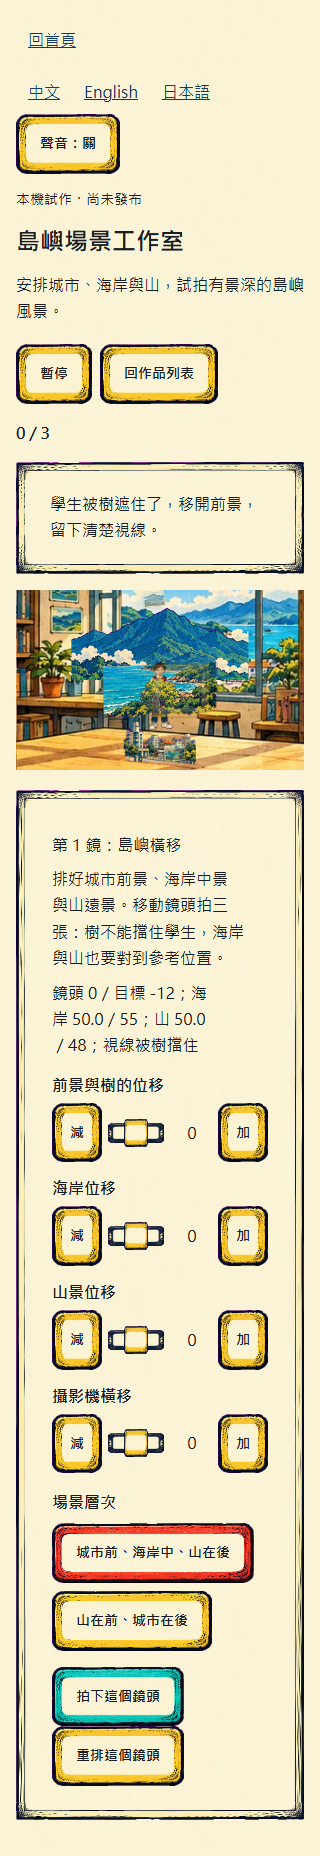 回首頁
中文 English 日本語
聲音：關
本機試作・尚未發布
島嶼場景工作室
安排城市、海岸與山，試拍有景深的島嶼
風景。
暫停 回作品列表
0 / 3
學生被樹遮住了，移開前景，
留下清楚視線。
第 1 鏡：島嶼橫移
排好城市前景、海岸中景
與山遠景。移動鏡頭拍三
張：樹不能擋住學生，海岸
與山也要對到參考位置。
鏡頭 0 / 目標 -12；海
岸 50.0 / 55；山 50.0
/ 48；視線被樹擋住
前景與樹的位移
減 0 加
海岸位移
減 0 加
山景位移
減 0 加
攝影機橫移
減 0 加
場景層次
城市前、海岸中、山在後
山在前、城市在後
拍下這個鏡頭
重排這個鏡頭